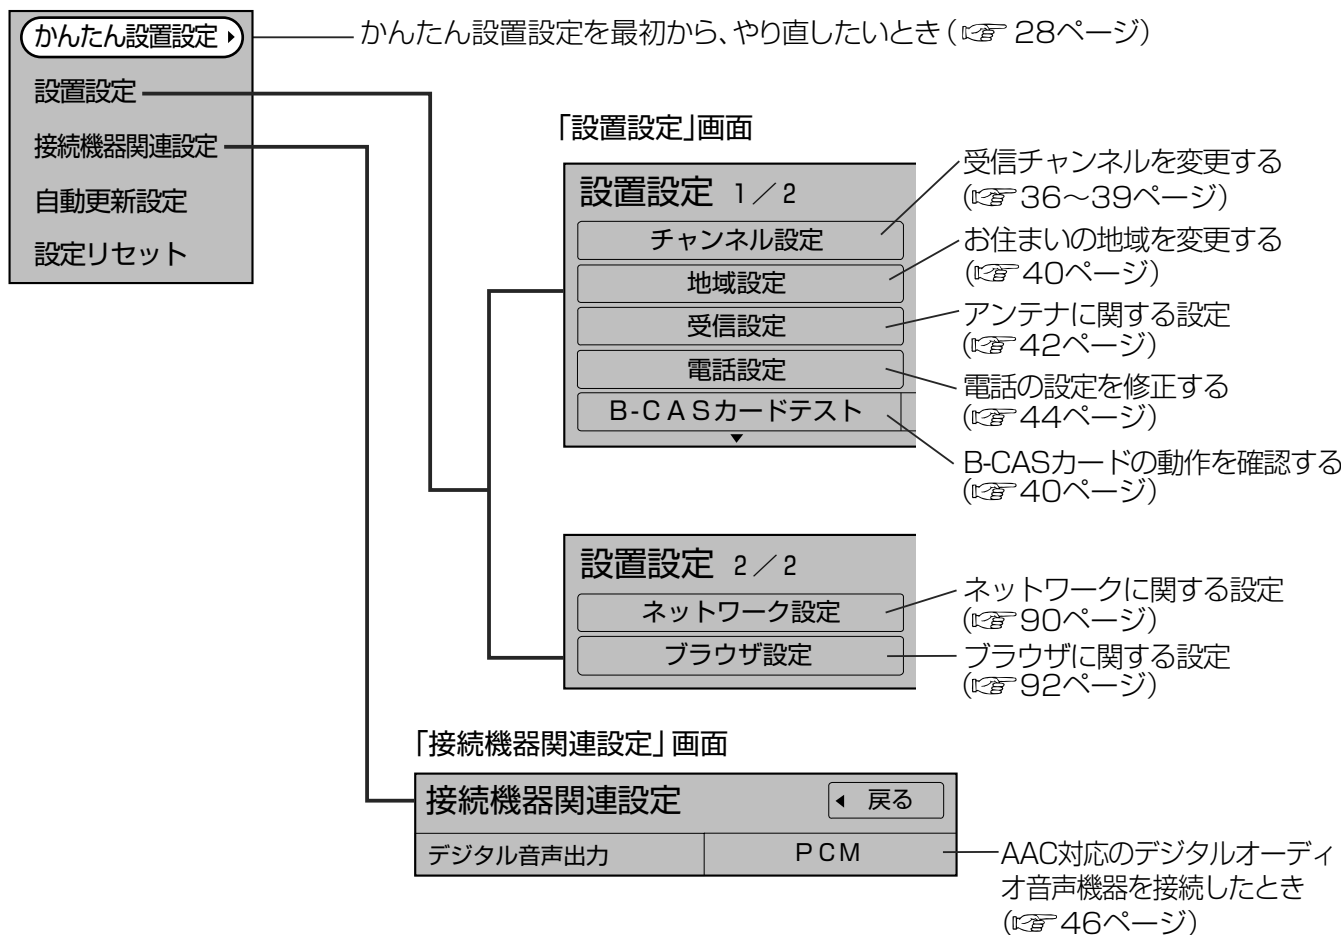 かんたん設置設定
かんたん設置設定を最初から、やり直したいとき(☞ 28ページ)
設置設定
接続機器関連設定
自動更新設定
設定リセット
「設置設定」画面
設置設定 1/2
チャンネル設定
地域設定
受信設定
電話設定
B-CASカードテスト
受信チャンネルを変更する
(☞36～39ページ)
お住まいの地域を変更する
(☞40ページ)
アンテナに関する設定
(☞42ページ)
電話の設定を修正する
(☞44ページ)
B-CASカードの動作を確認する
(☞40ページ)
設置設定 2/2
ネットワーク設定
ブラウザ設定
ネットワークに関する設定
(☞90ページ)
ブラウザに関する設定
(☞92ページ)
「接続機器関連設定」画面
接続機器関連設定
戻る
デジタル音声出力
PCM
AAC対応のデジタルオーディ
オ音声機器を接続したとき
(☞46ページ)